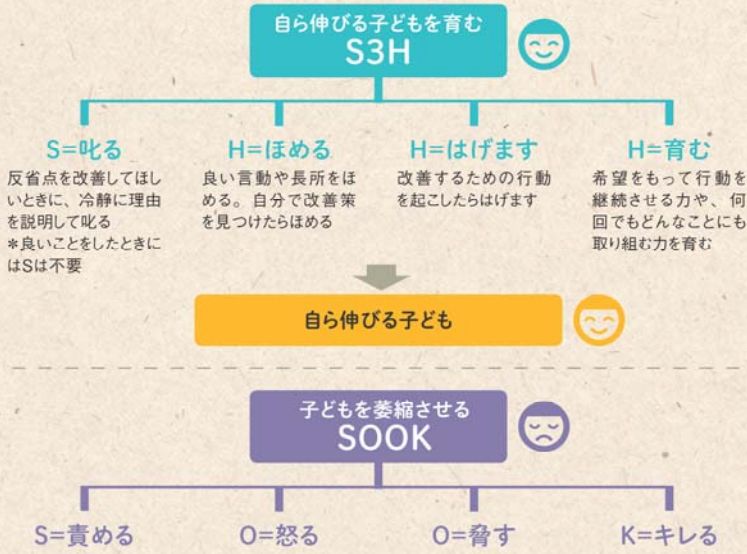 自ら伸びる子どもを育む
S3H
S=叱る
反省点を改善してほし
いときに、冷静に理由
を説明して叱る
*良いことをしたときに
はSは不要
H=ほめる
良い言動や長所をほ
める。自分で改善策
を見つけたらほめる
H=はげます
改善するための行動
を起こしたらはげます
H=育む
希望をもって行動を
継続させる力や、何
回でもどんなことにも
取り組む力を育む
自ら伸びる子ども
子どもを萎縮させる
SOOK
S=責める
O=怒る
O=脅す
K=キレる